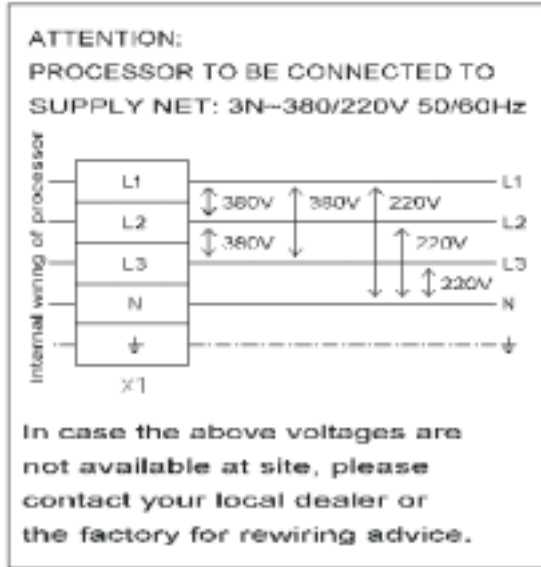 ATTENTION:
PROCESSOR TO BE CONNECTED TO
SUPPLY NET: 3N~380/220V 50/60Hz
Internal wiring of processor
L1 L1
380V 380V 220V
L2 L2
380V 220V
L3 L3
220V
N N
X1
In case the above voltages are
not available at site, please
contact your local dealer or
the factory for rewiring advice.